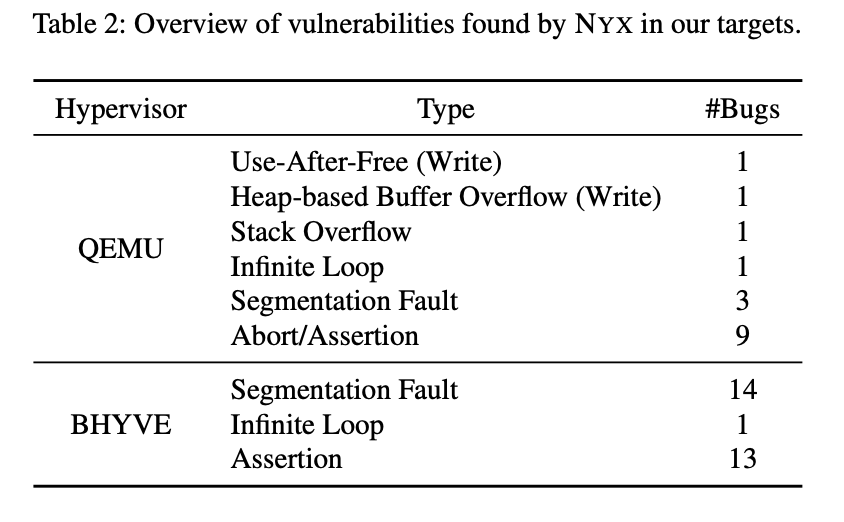 Table 2: Overview of vulnerabilities found by NYX in our targets.
Hypervisor Type #Bugs
QEMU
Use-After-Free (Write) 1
Heap-based Buffer Overflow (Write) 1
Stack Overflow 1
Infinite Loop 1
Segmentation Fault 3
Abort/Assertion 9
BHYVE
Segmentation Fault 14
Infinite Loop 1
Assertion 13